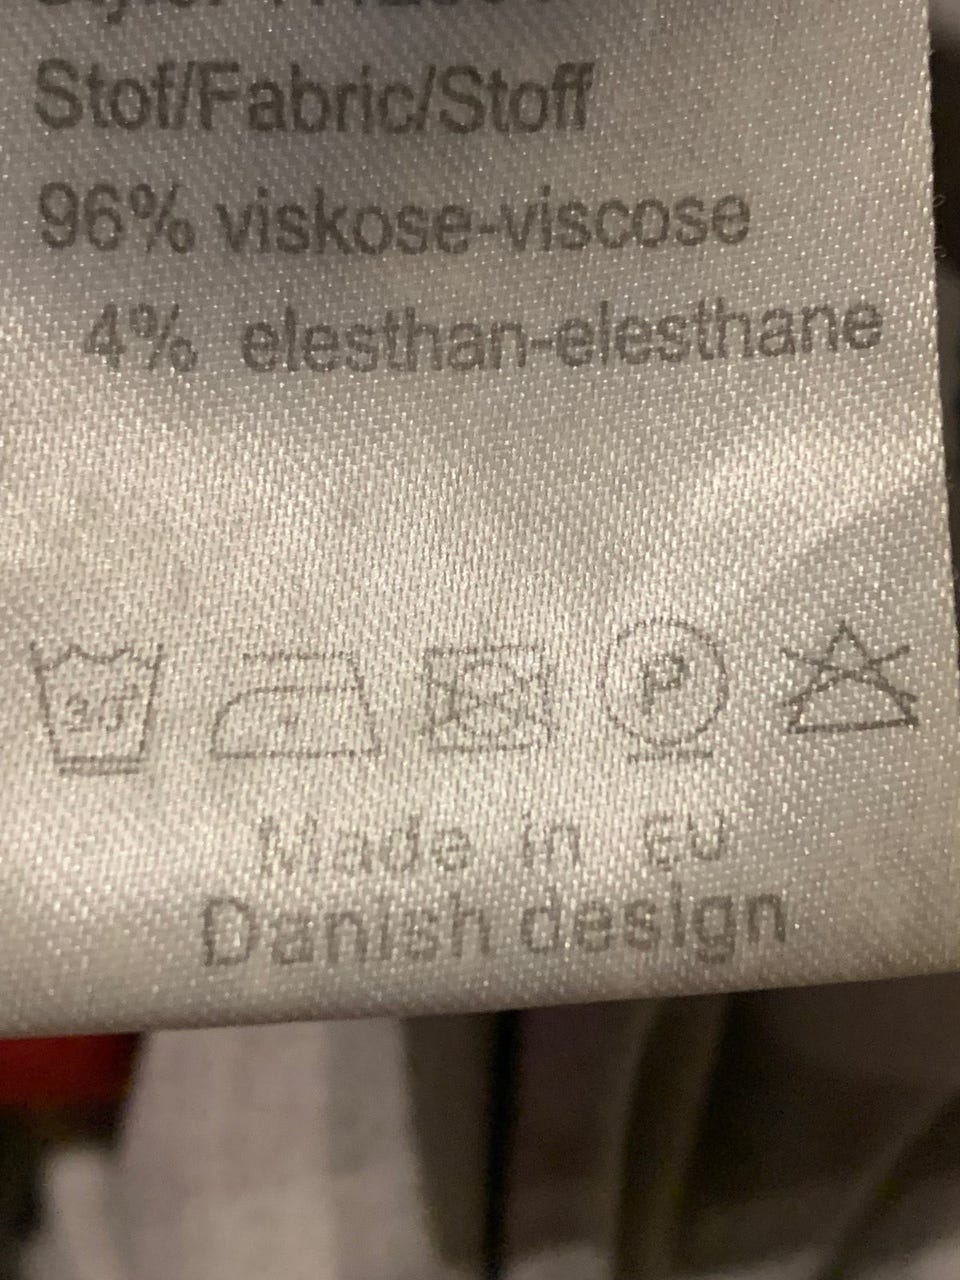 Stof/Fabric/Stoff
96% viskose-viscose
4% elesthan-elesthane
P
Made in EU
Danish design